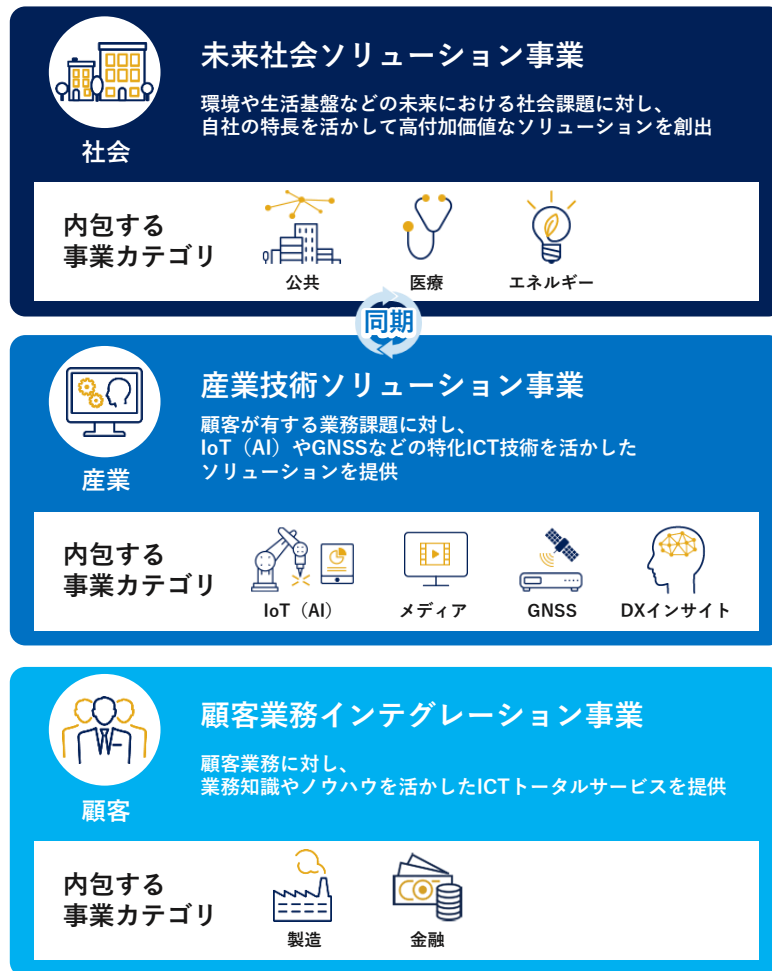 未来社会ソリューション事業
環境や生活基盤などの未来における社会課題に対し、
自社の特長を活かして高付加価値なソリューションを創出
社会
内包する
事業カテゴリ
公共
医療
エネルギー
同期
産業技術ソリューション事業
顧客が有する業務課題に対し、
IoT（AI）やGNSSなどの特化ICT技術を活かした
ソリューションを提供
産業
内包する
事業カテゴリ
IoT（AI）
メディア
GNSS
DXインサイト
顧客業務インテグレーション事業
顧客業務に対し、
業務知識やノウハウを活かしたICTトータルサービスを提供
顧客
内包する
事業カテゴリ
製造
金融